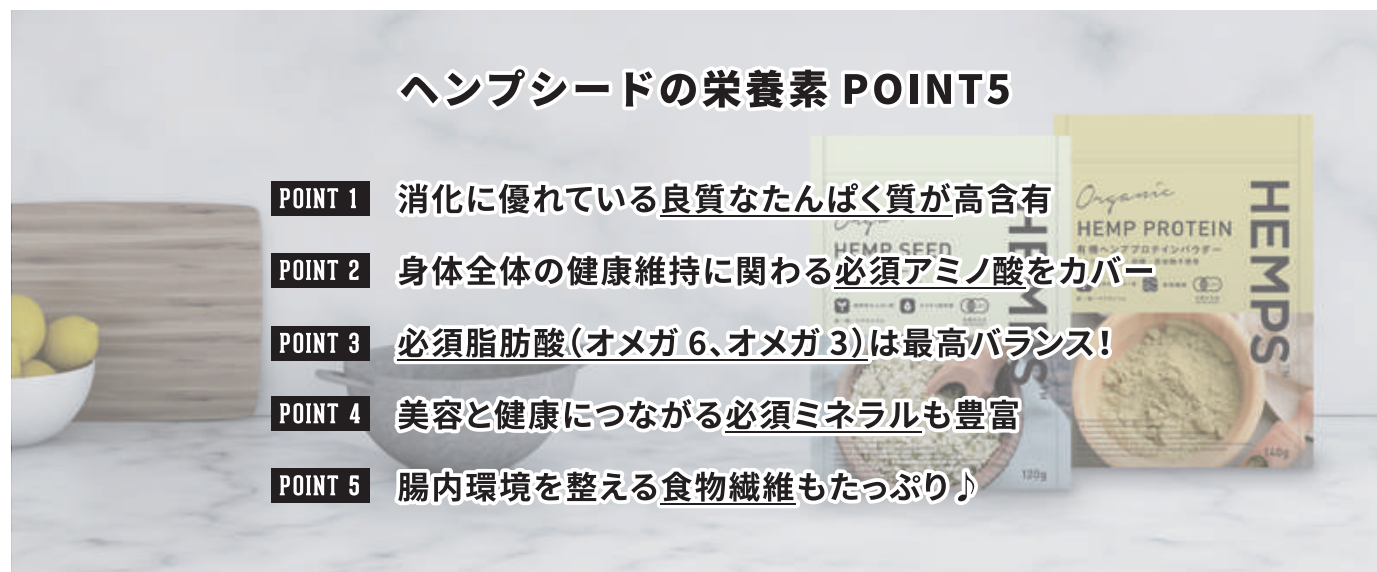 ヘンプシードの栄養素 POINT5
POINT 1 消化に優れている良質なたんぱく質が高含有
POINT 2 身体全体の健康維持に関わる必須アミノ酸をカバー
POINT 3 必須脂肪酸（オメガ 6、オメガ 3）は最高バランス！
POINT 4 美容と健康につながる必須ミネラルも豊富
POINT 5 腸内環境を整える食物繊維もたっぷり♪
HEMP SEED
HEMPS
120g
Organic
HEMP PROTEIN
有機ヘンププロテインパウダー
HEMPS
140g